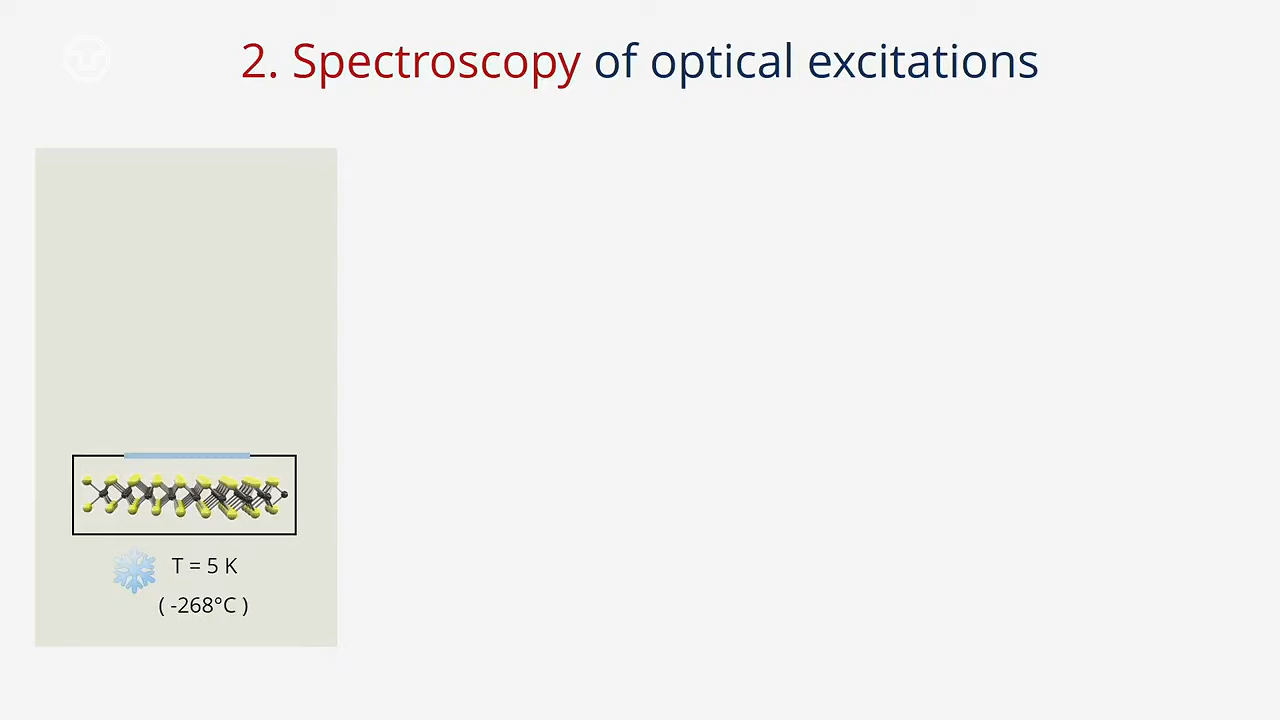 2. Spectroscopy of optical excitations
T = 5 K
( -268°C )